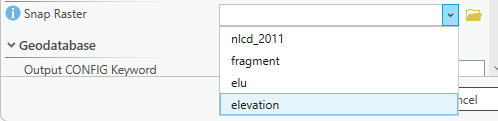 Snap Raster
nlcd_2011
Geodatabase
fragment
elu
Output CONFIG Keyword
elevation
ncel